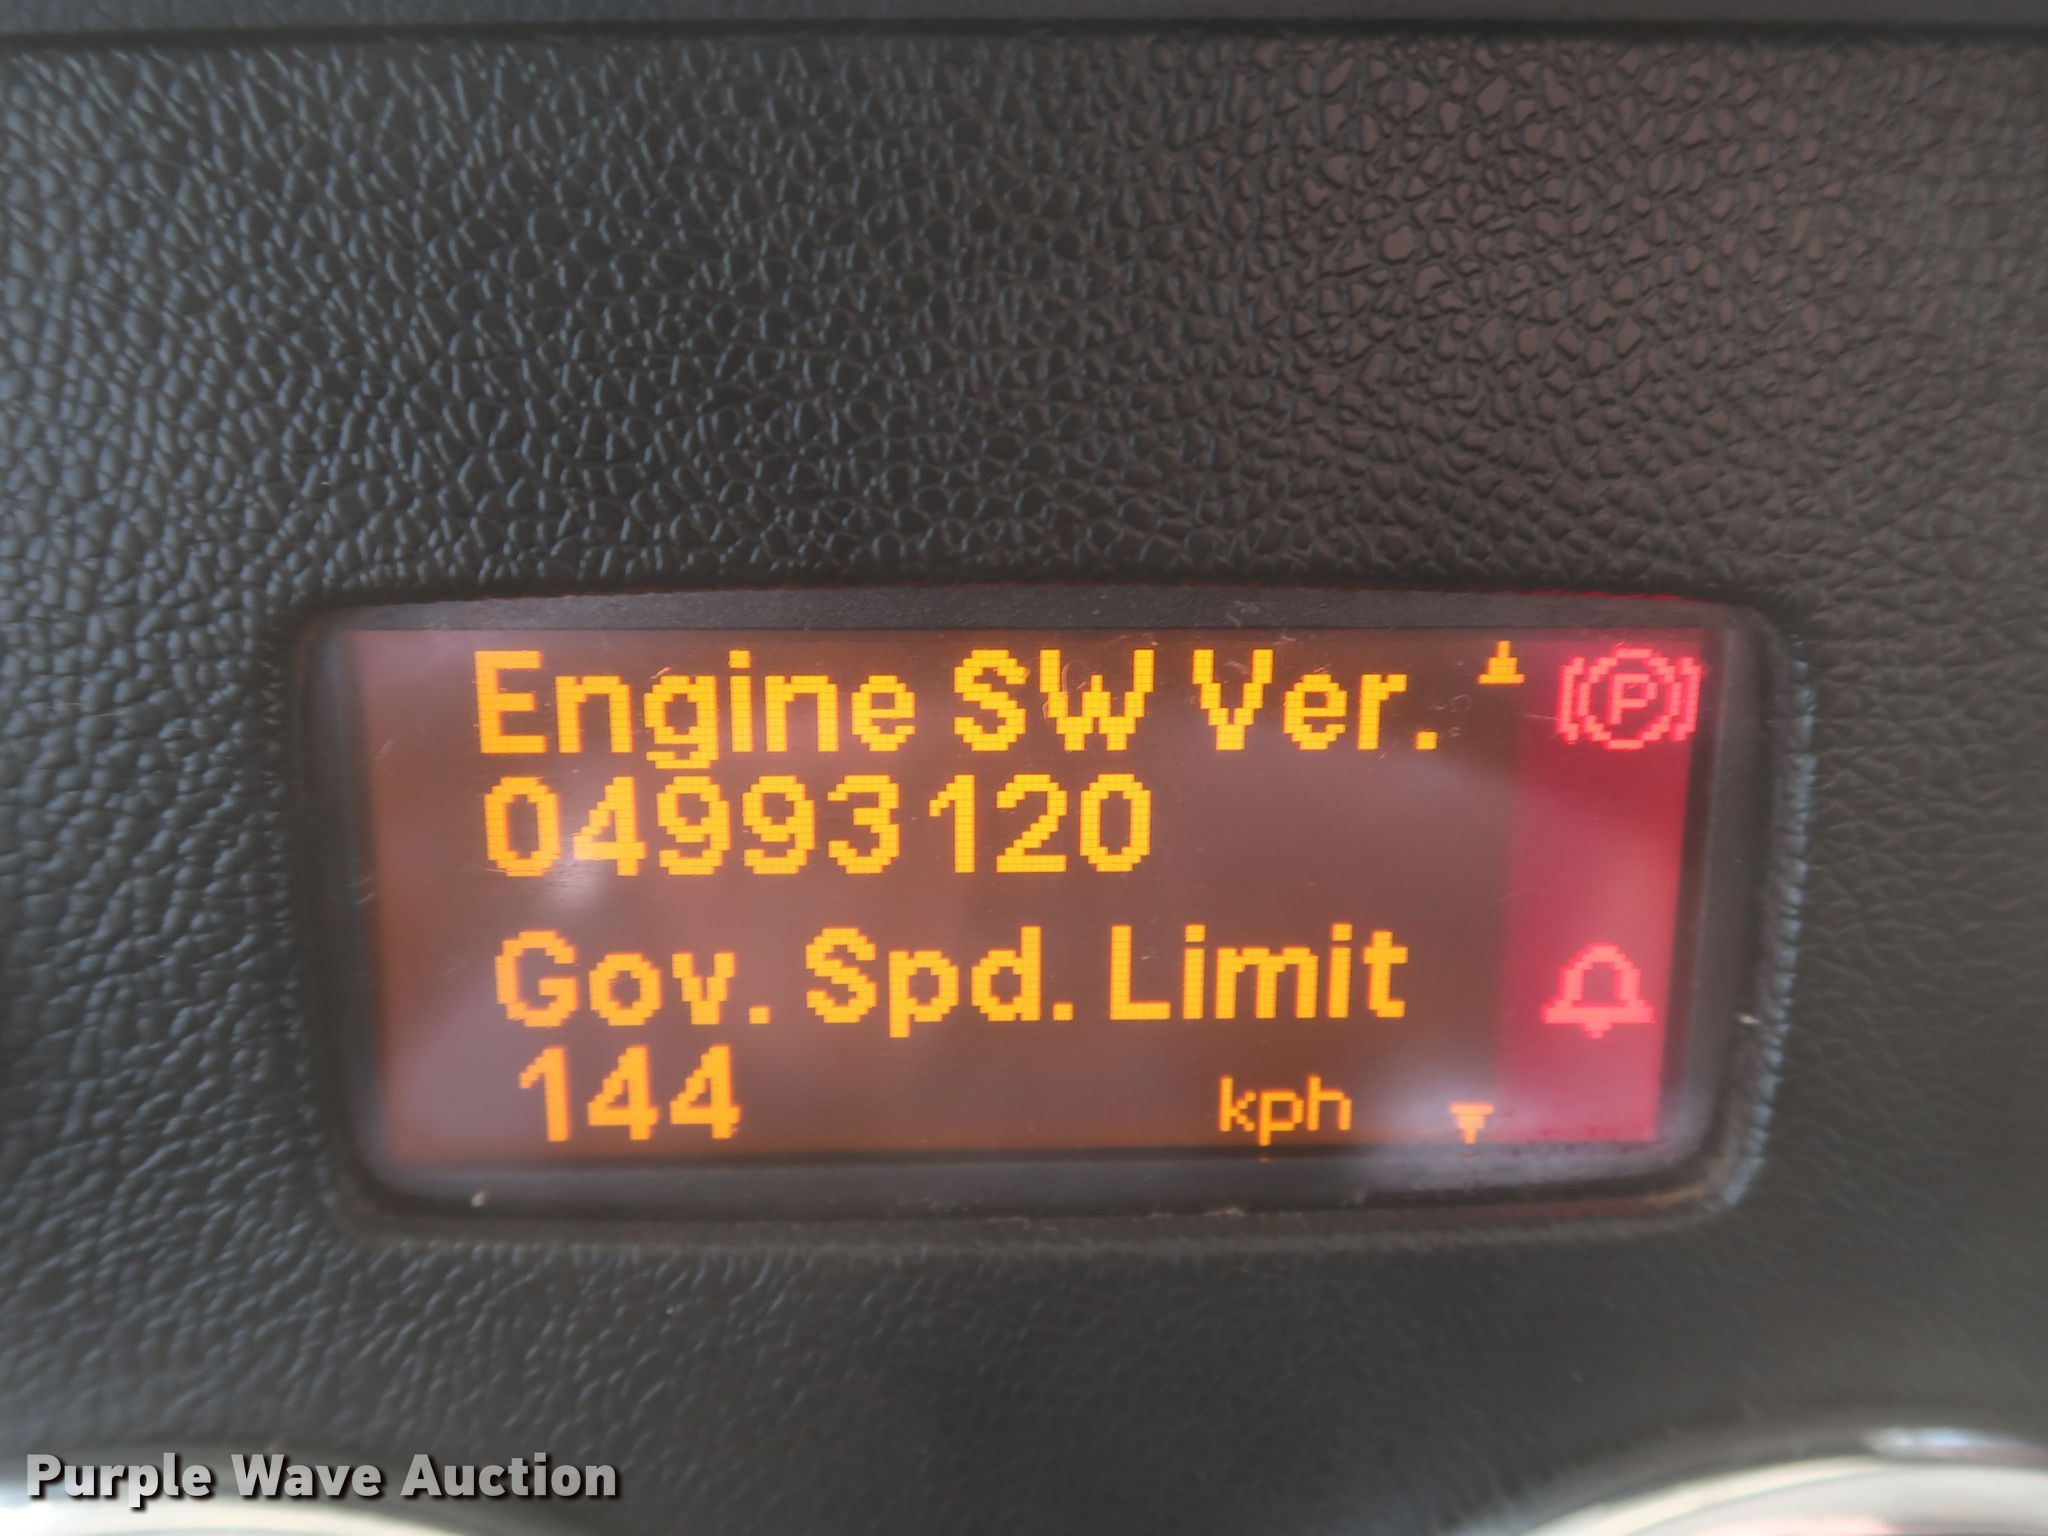 Engine SW Ver.
04993120
Gov. Spd. Limit
144 kph
P
Purple Wave Auction